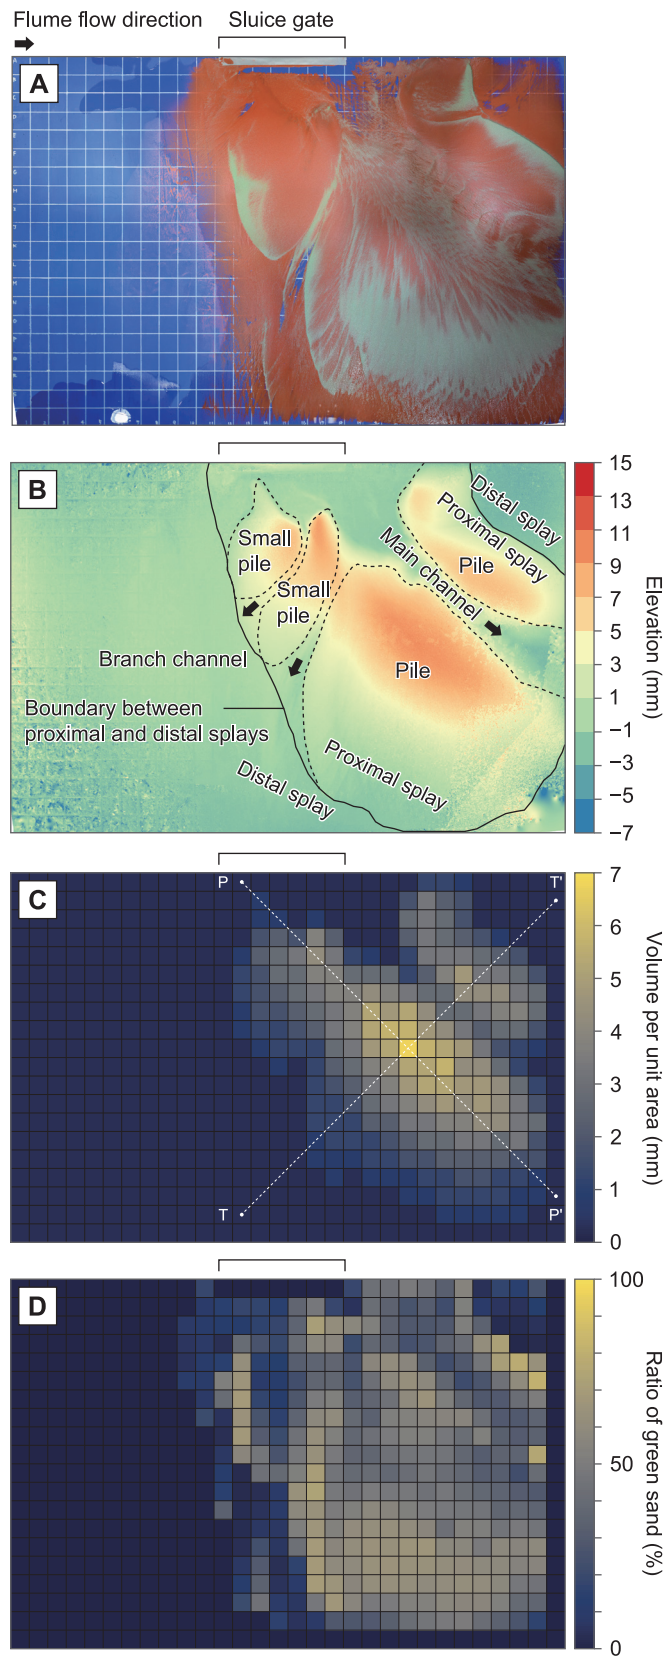 Flume flow direction
Sluice gate
A
B
Small
pile
Small
pile
Branch channel
Boundary between
proximal and distal splays
Distal splay
Proximal splay
Pile
Main channel
Pile
Proximal splay
Distal splay
15
13
11
9
7
5
3
1
−1
−3
−5
−7
Elevation (mm)
C
P
T'
T
P'
7
6
5
4
3
2
1
0
Volume per unit area (mm)
D
100
50
0
Ratio of green sand (%)